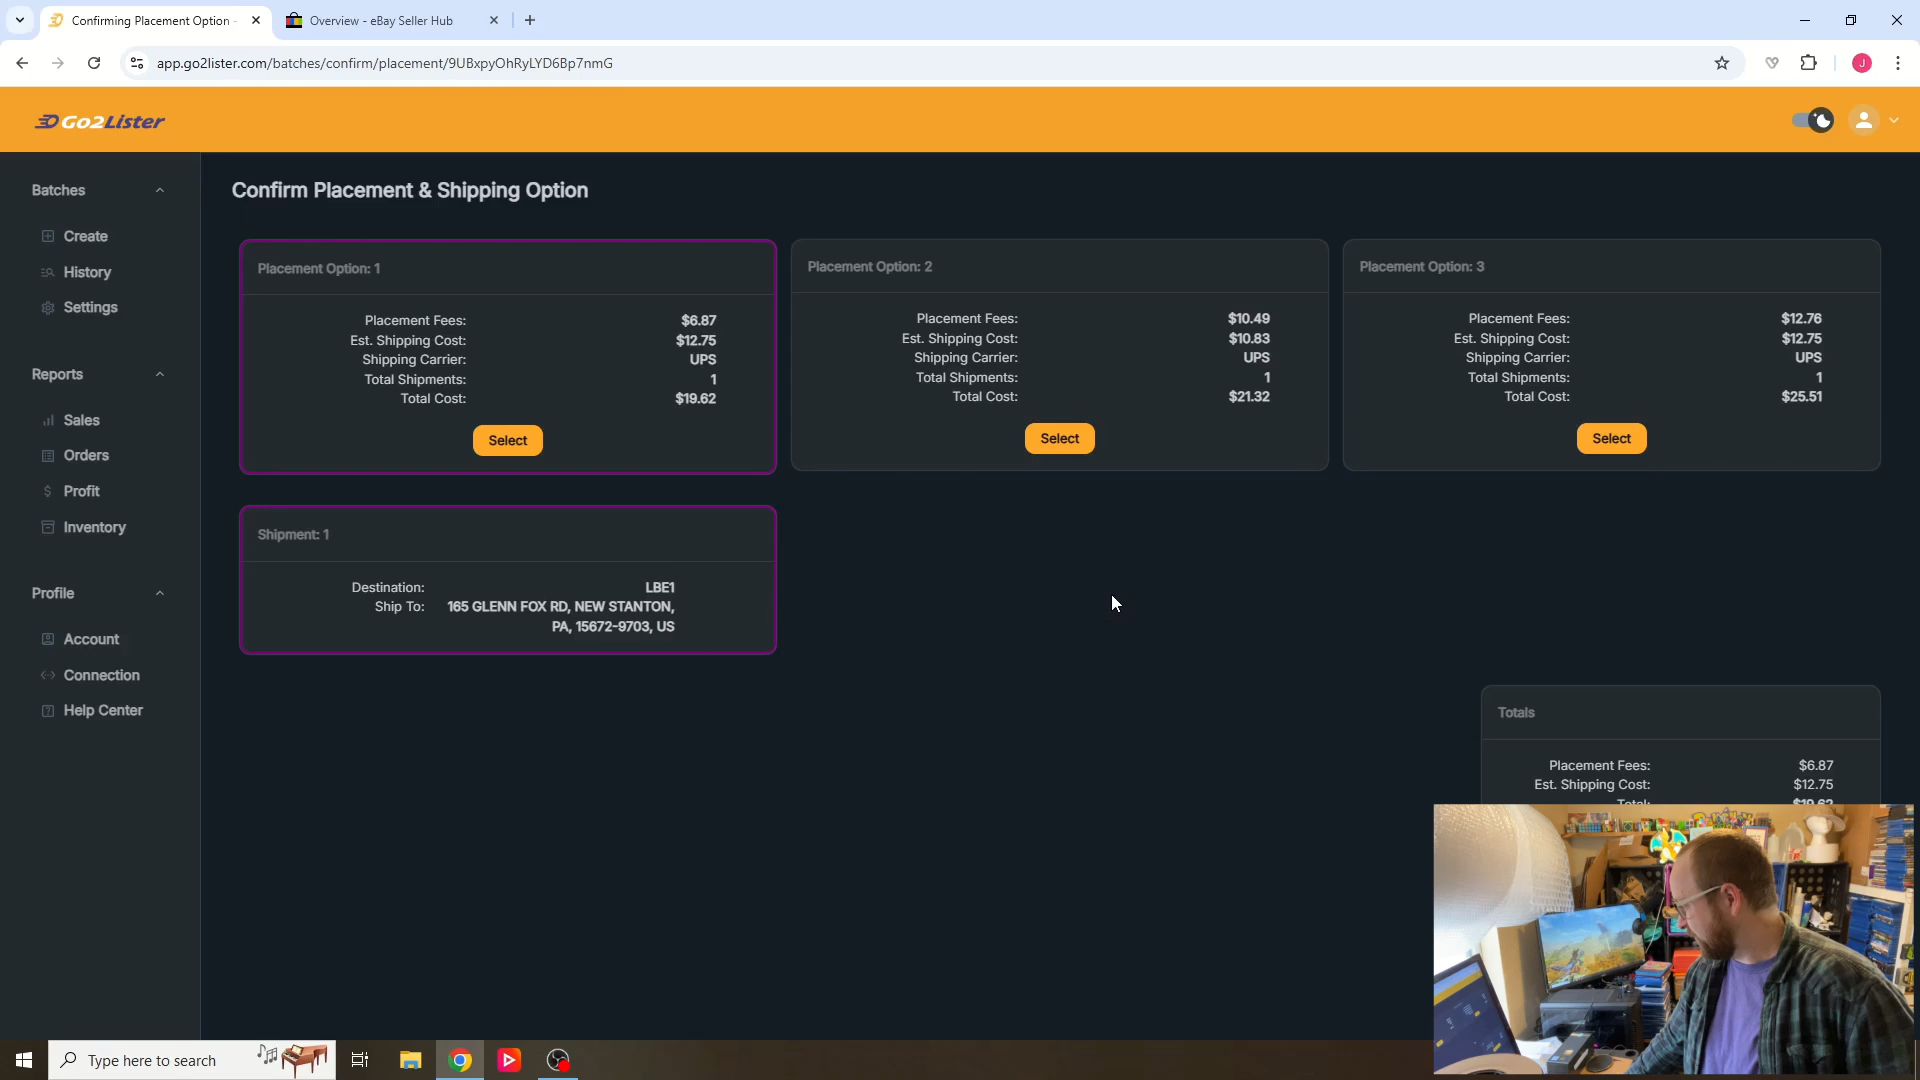 Confirming Placement Option -
Overview - eBay Seller Hub
app.go2lister.com/batches/confirm/placement/9UBxpyOhRyLYD6Bp7nmG
J
Go2Lister
Batches
Create
History
Settings
Reports
Sales
Orders
Profit
Inventory
Profile
Account
Connection
Help Center
Confirm Placement & Shipping Option
Placement Option: 1
Placement Fees: $6.87
Est. Shipping Cost: $12.75
Shipping Carrier: UPS
Total Shipments: 1
Total Cost: $19.62
Select
Placement Option: 2
Placement Fees: $10.49
Est. Shipping Cost: $10.83
Shipping Carrier: UPS
Total Shipments: 1
Total Cost: $21.32
Select
Placement Option: 3
Placement Fees: $12.76
Est. Shipping Cost: $12.75
Shipping Carrier: UPS
Total Shipments: 1
Total Cost: $25.51
Select
Shipment: 1
Destination: LBE1
Ship To: 165 GLENN FOX RD, NEW STANTON,
PA, 15672-9703, US
Totals
Placement Fees: $6.87
Est. Shipping Cost: $12.75
Total: $19.62
Type here to search